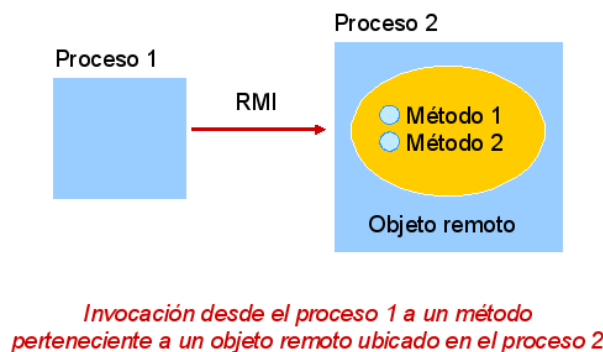 Proceso 2
Proceso 1
RMI
Método 1
Método 2
Objeto remoto
Invocación desde el proceso 1 a un método
perteneciente a un objeto remoto ubicado en el proceso 2